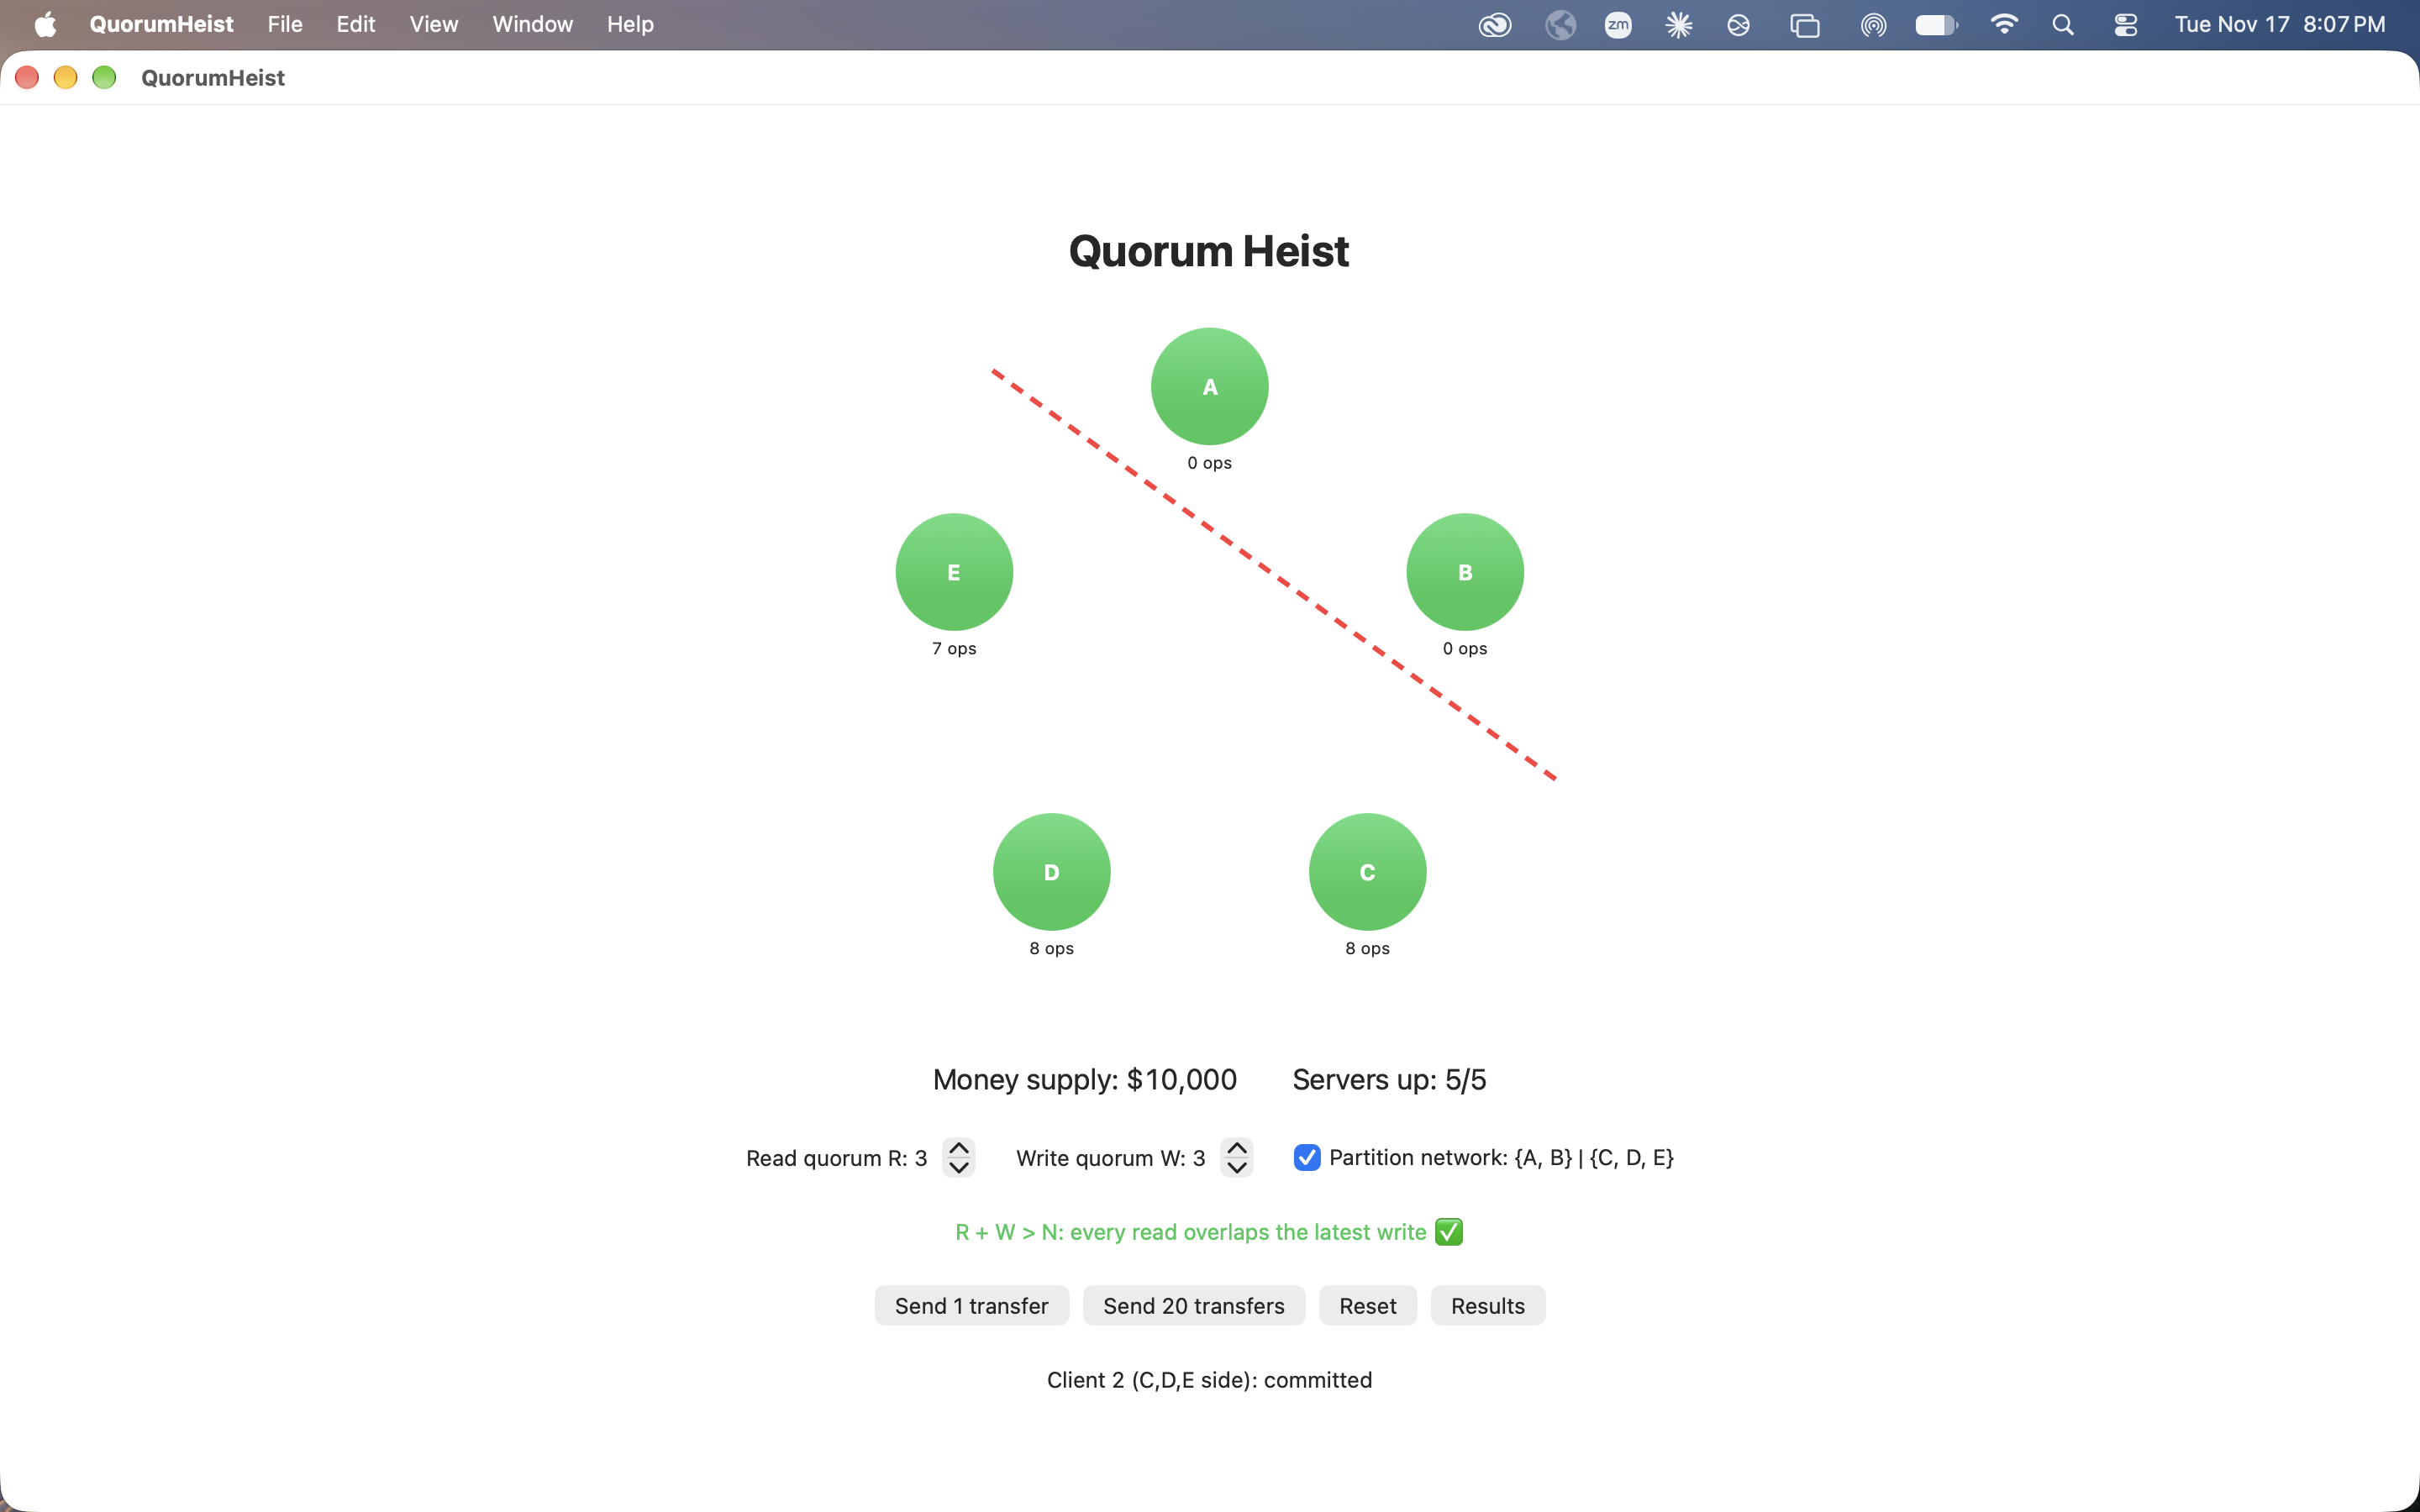 QuorumHeist File Edit View Window Help zm Tue Nov 17 8:07 PM
QuorumHeist
Quorum Heist
A
0 ops
E
B
7 ops
0 ops
D
C
8 ops
8 ops
Money supply: $10,000 Servers up: 5/5
Read quorum R: 3 Write quorum W: 3 Partition network: {A, B} | {C, D, E}
R + W > N: every read overlaps the latest write ✅
Send 1 transfer Send 20 transfers Reset Results
Client 2 (C,D,E side): committed